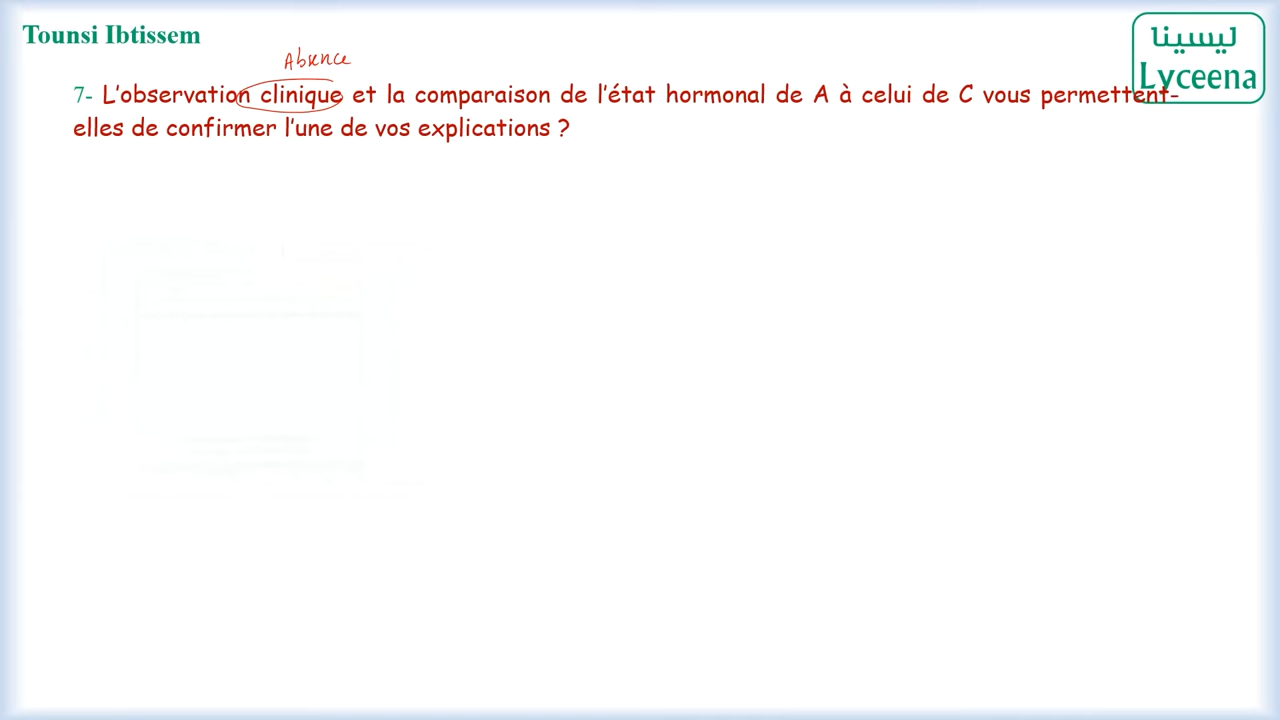 Tounsi Ibtissem
ليسينا
Lyceena
Absence
7- L'observation clinique et la comparaison de l'état hormonal de A à celui de C vous permettent-
elles de confirmer l'une de vos explications ?